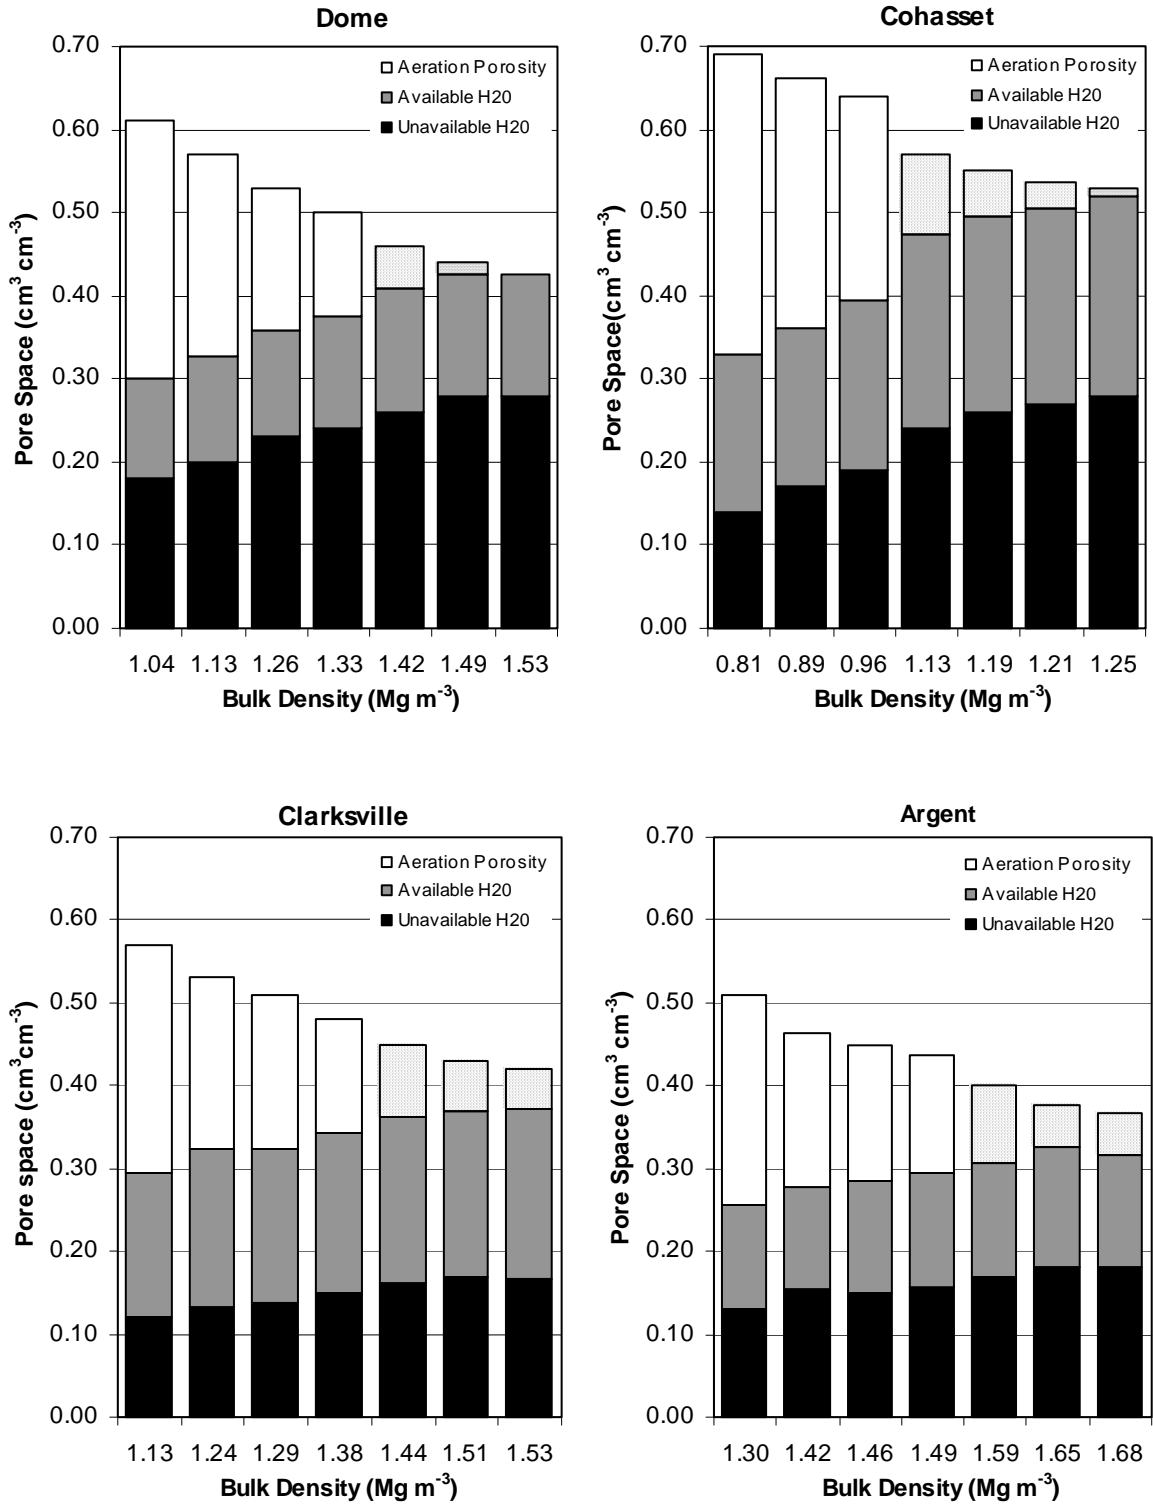 Dome
0.70
0.60
0.50
0.40
0.30
0.20
0.10
0.00
Pore Space (cm³ cm⁻³)
Aeration Porosity
Available H20
Unavailable H20
1.04 1.13 1.26 1.33 1.42 1.49 1.53
Bulk Density (Mg m⁻³)
Cohasset
0.70
0.60
0.50
0.40
0.30
0.20
0.10
0.00
Pore Space(cm³ cm⁻³)
Aeration Porosity
Available H20
Unavailable H20
0.81 0.89 0.96 1.13 1.19 1.21 1.25
Bulk Density (Mg m⁻³)
Clarksville
0.70
0.60
0.50
0.40
0.30
0.20
0.10
0.00
Pore space (cm³cm⁻³)
Aeration Porosity
Available H20
Unavailable H20
1.13 1.24 1.29 1.38 1.44 1.51 1.53
Bulk Density (Mg m⁻³)
Argent
0.70
0.60
0.50
0.40
0.30
0.20
0.10
0.00
Pore Space (cm³ cm⁻³)
Aeration Porosity
Available H20
Unavailable H20
1.30 1.42 1.46 1.49 1.59 1.65 1.68
Bulk Density (Mg m⁻³)